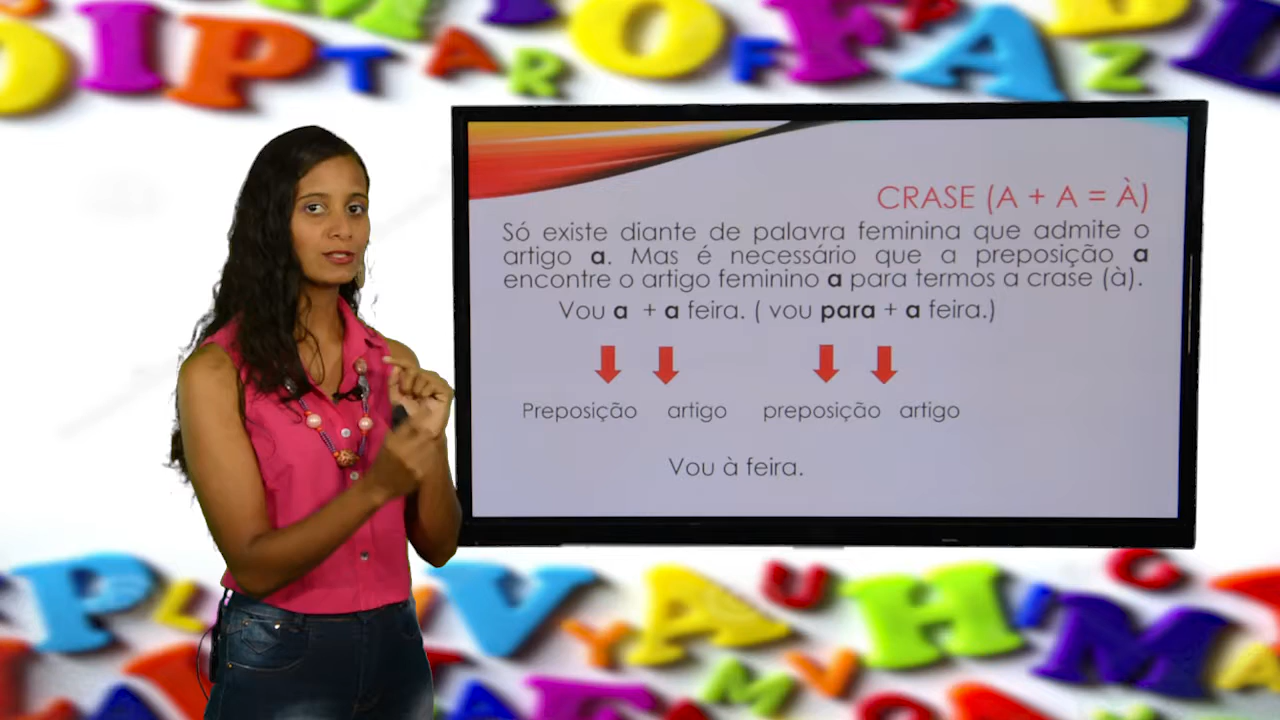 CRASE (A + A = À)
Só existe diante de palavra feminina que admite o
artigo a. Mas é necessário que a preposição a
encontre o artigo feminino a para termos a crase (à).
Vou a + a feira. ( vou para + a feira.)
Preposição artigo preposição artigo
Vou à feira.